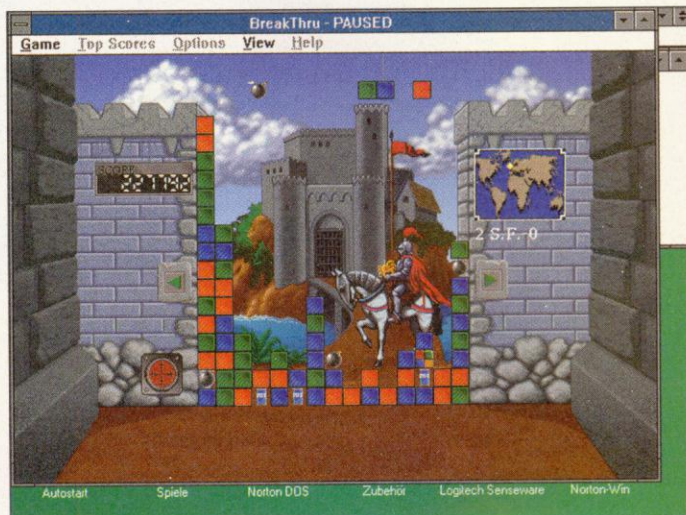 BreakThru - PAUSED
Game Top Scores Options View Help
SCORE
2 S.F. 0
Autostart Spiele Norton DOS Zubehör Logitech Senseware Norton-Win